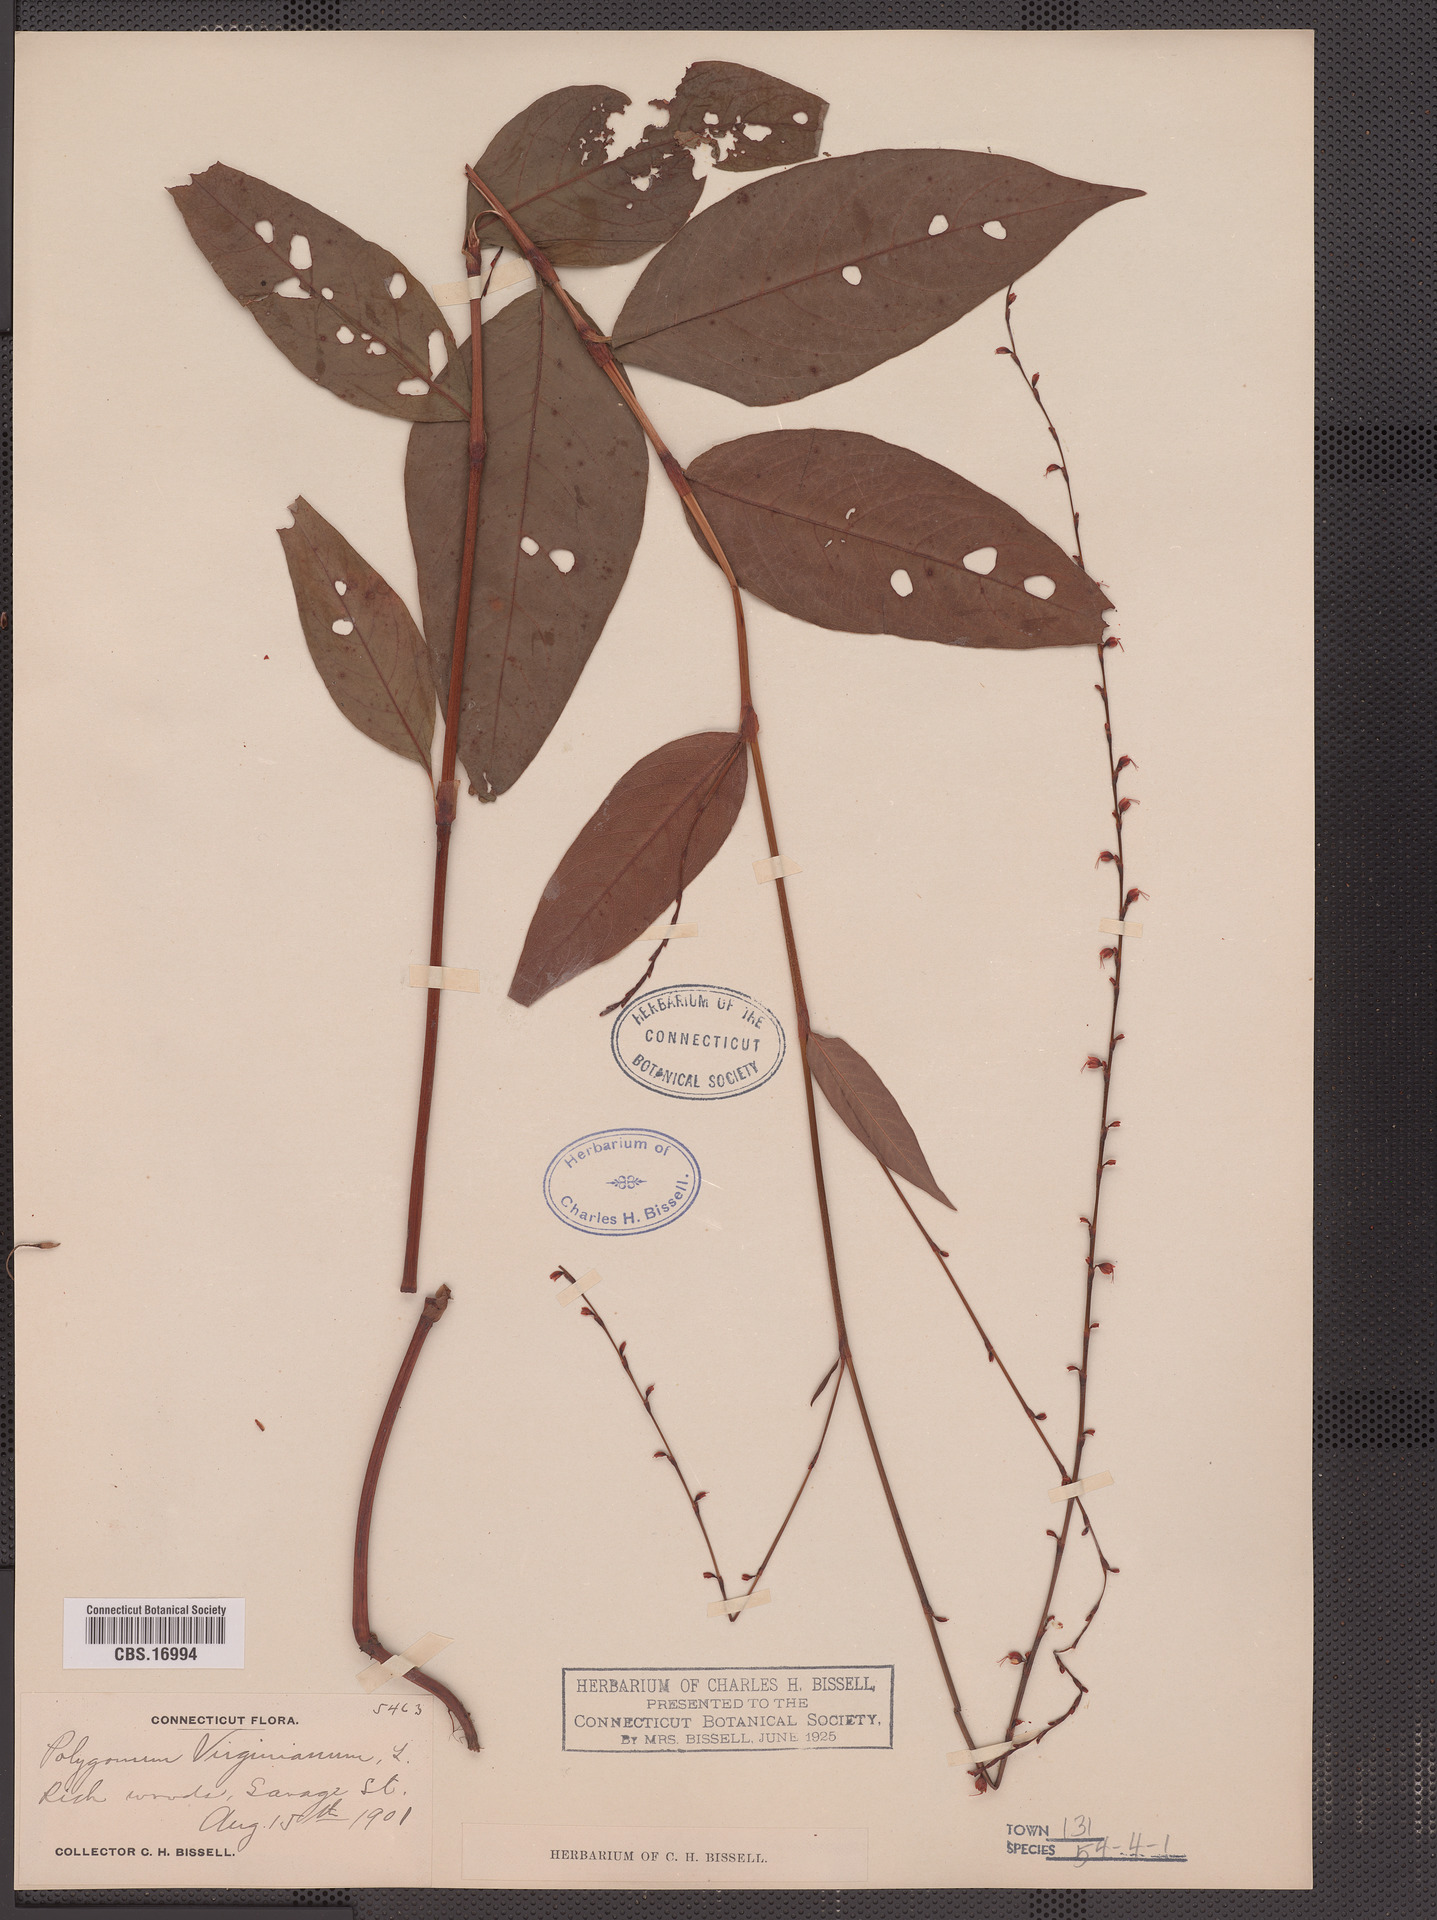 HERBARIUM OF THE
CONNECTICUT
BOTANICAL SOCIETY
Herbarium of
Charles H. Bissell.
Connecticut Botanical Society
CBS.16994
5463
CONNECTICUT FLORA.
Polygonum Virginianum, L.
Rich woods, Savage St.
Aug. 15th 1901
COLLECTOR C. H. BISSELL.
HERBARIUM OF CHARLES H. BISSELL,
PRESENTED TO THE
CONNECTICUT BOTANICAL SOCIETY,
BY MRS. BISSELL, JUNE 1925
HERBARIUM OF C. H. BISSELL.
TOWN 131
SPECIES 54-4-1